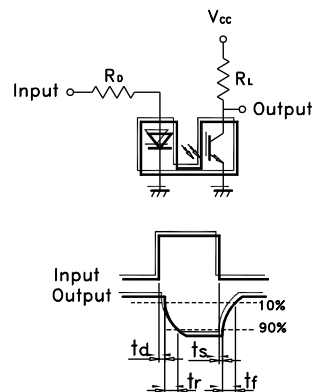 Vcc
RD
RL
Input
Output
Input
Output
10%
90%
td
ts
tr
tf